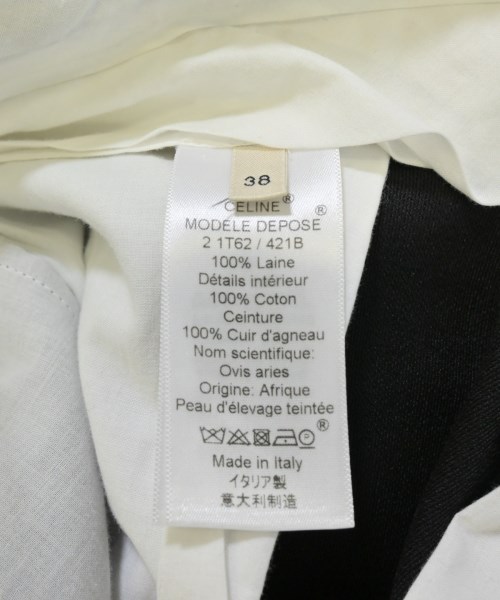 38
CELINE®
MODÈLE DÉPOSÉ ®
2 1T62 / 421B
100% Laine
Détails intérieur
100% Coton
Ceinture
100% Cuir d'agneau
Nom scientifique:
Ovis aries
Origine: Afrique
Peau d'élevage teintée
®
Made in Italy
イタリア製
意大利制造